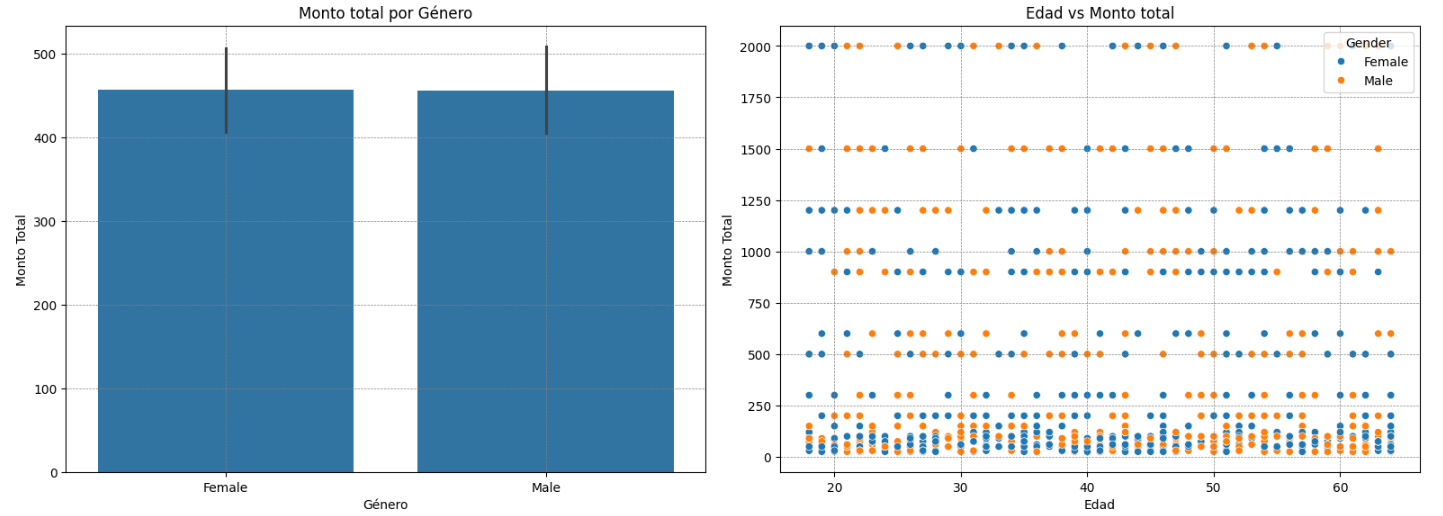 Monto total por Género
Monto Total
500
400
300
200
100
0
Female
Male
Género
Edad vs Monto total
Monto Total
2000
1750
1500
1250
1000
750
500
250
0
20
30
40
50
60
Edad
Gender
Female
Male